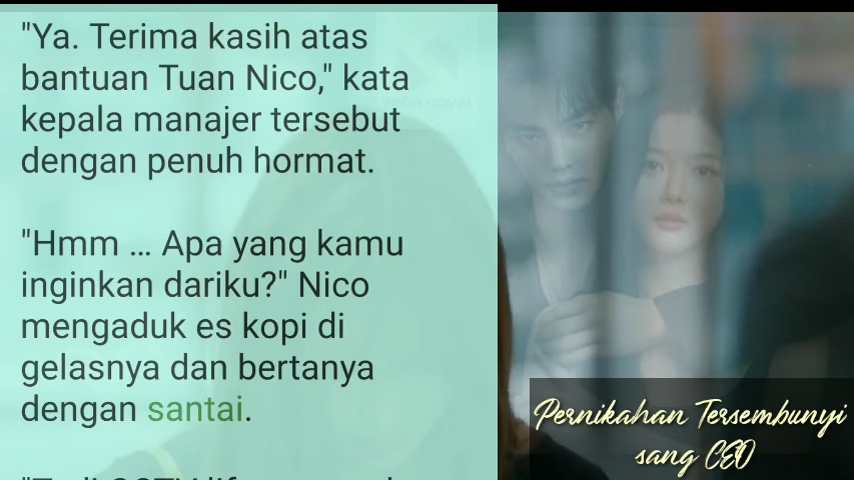 "Ya. Terima kasih atas
bantuan Tuan Nico," kata
kepala manajer tersebut
dengan penuh hormat.
"Hmm ... Apa yang kamu
inginkan dariku?" Nico
mengaduk es kopi di
gelasnya dan bertanya
dengan santai.
Pernikahan Tersembunyi
sang CEO